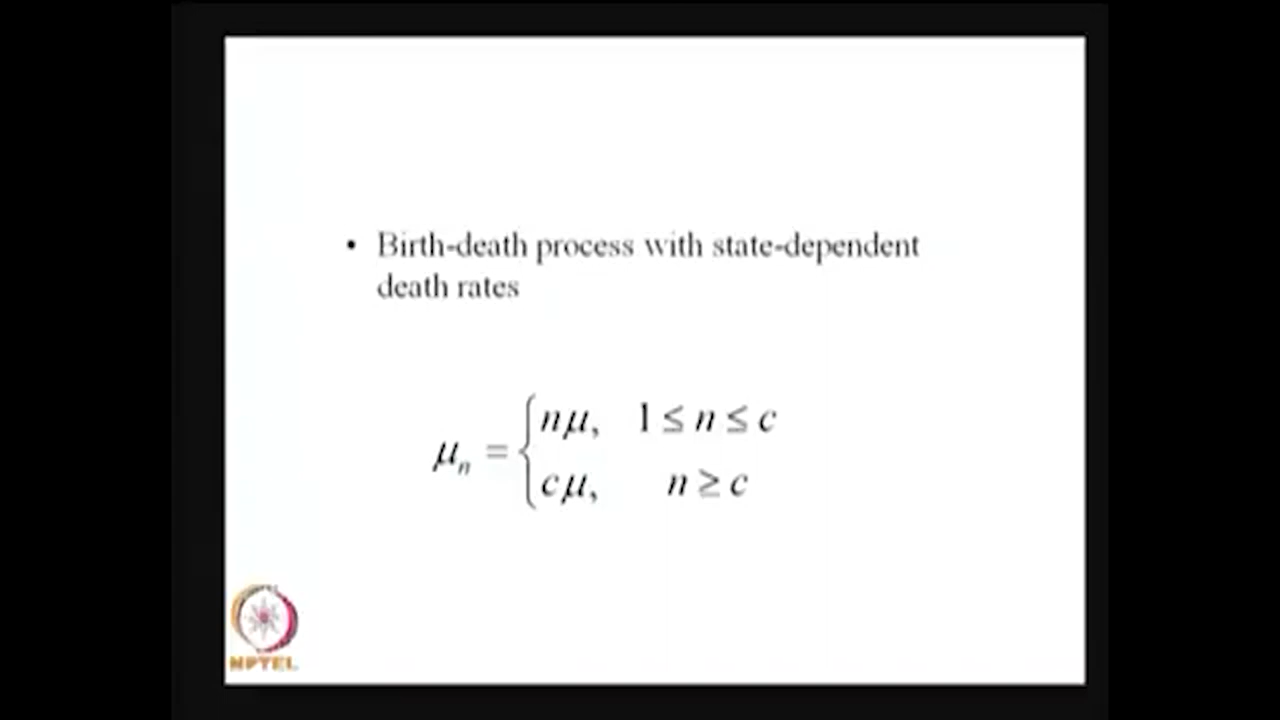 • Birth-death process with state-dependent
death rates
μₙ = { nμ, 1 ≤ n ≤ c
cμ, n ≥ c
NPTEL